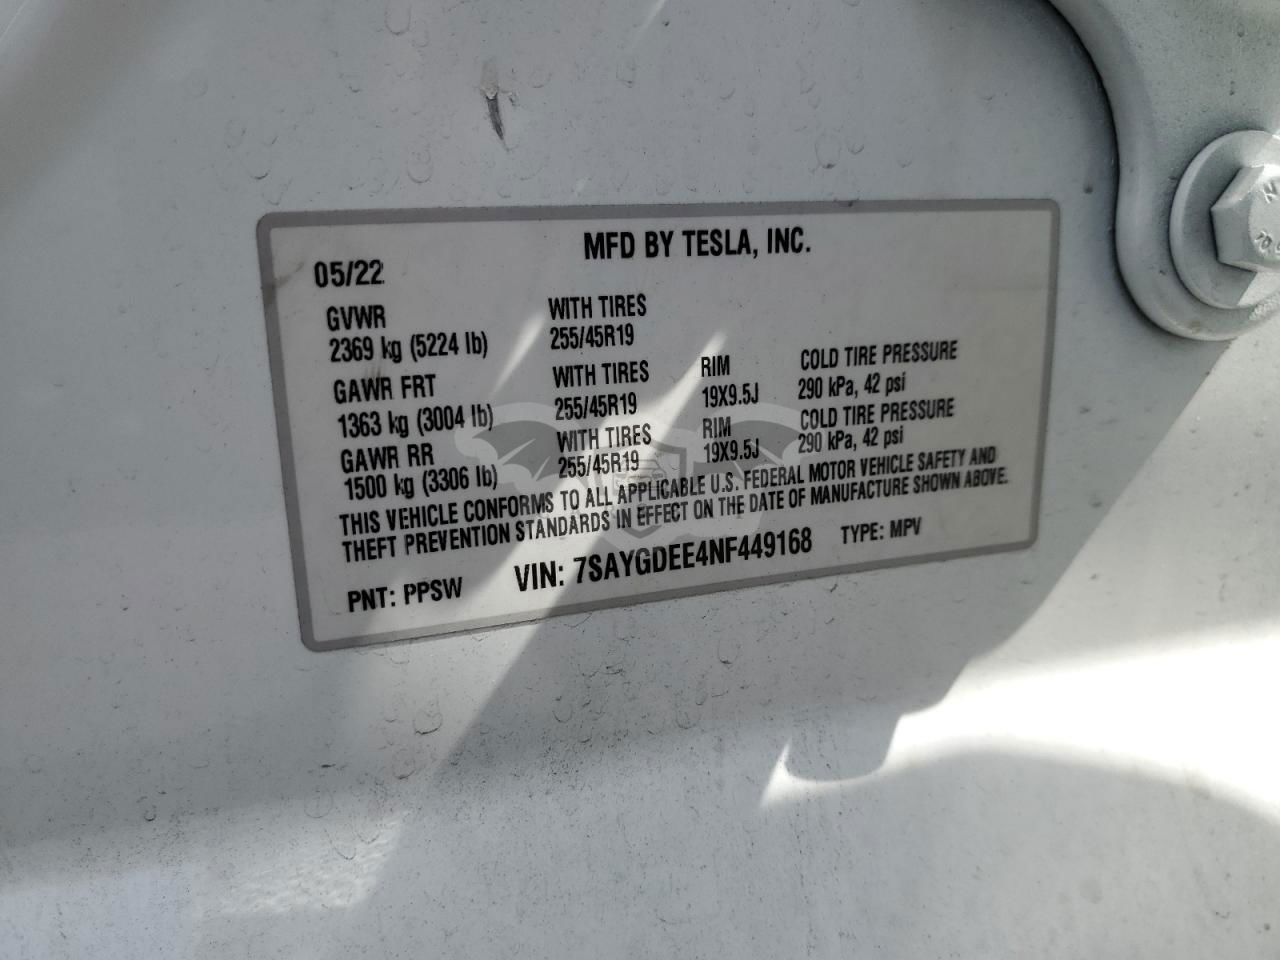 MFD BY TESLA, INC.
05/22
GVWR WITH TIRES
2369 kg (5224 lb) 255/45R19
GAWR FRT WITH TIRES RIM COLD TIRE PRESSURE
1363 kg (3004 lb) 255/45R19 19X9.5J 290 kPa, 42 psi
GAWR RR WITH TIRES RIM COLD TIRE PRESSURE
1500 kg (3306 lb) 255/45R19 19X9.5J 290 kPa, 42 psi
THIS VEHICLE CONFORMS TO ALL APPLICABLE U.S. FEDERAL MOTOR VEHICLE SAFETY AND
THEFT PREVENTION STANDARDS IN EFFECT ON THE DATE OF MANUFACTURE SHOWN ABOVE.
PNT: PPSW VIN: 7SAYGDEE4NF449168 TYPE: MPV